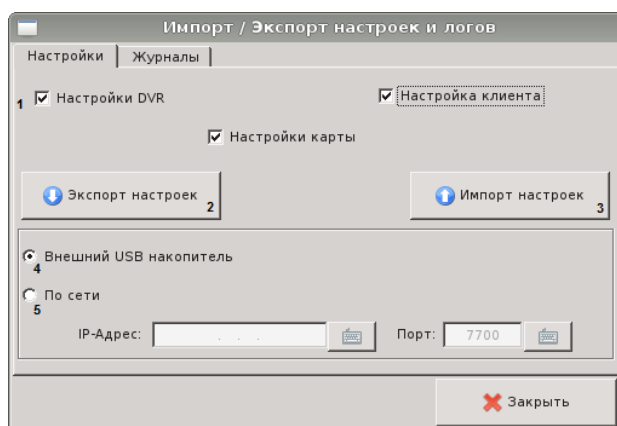 Импорт / Экспорт настроек и логов
Настройки Журналы
1 Настройки DVR Настройка клиента
Настройки карты
Экспорт настроек 2 Импорт настроек 3
Внешний USB накопитель
4
По сети
5
IP-Адрес: . . . Порт: 7700
Закрыть